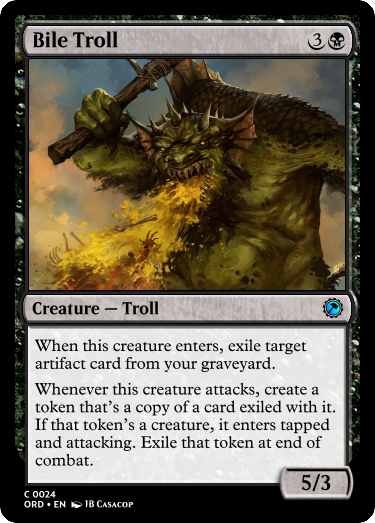 Bile Troll 3
Creature — Troll
When this creature enters, exile target
artifact card from your graveyard.
Whenever this creature attacks, create a
token that's a copy of a card exiled with it.
If that token's a creature, it enters tapped
and attacking. Exile that token at end of
combat.
5/3
C 0024
ORD • EN JB Casacop